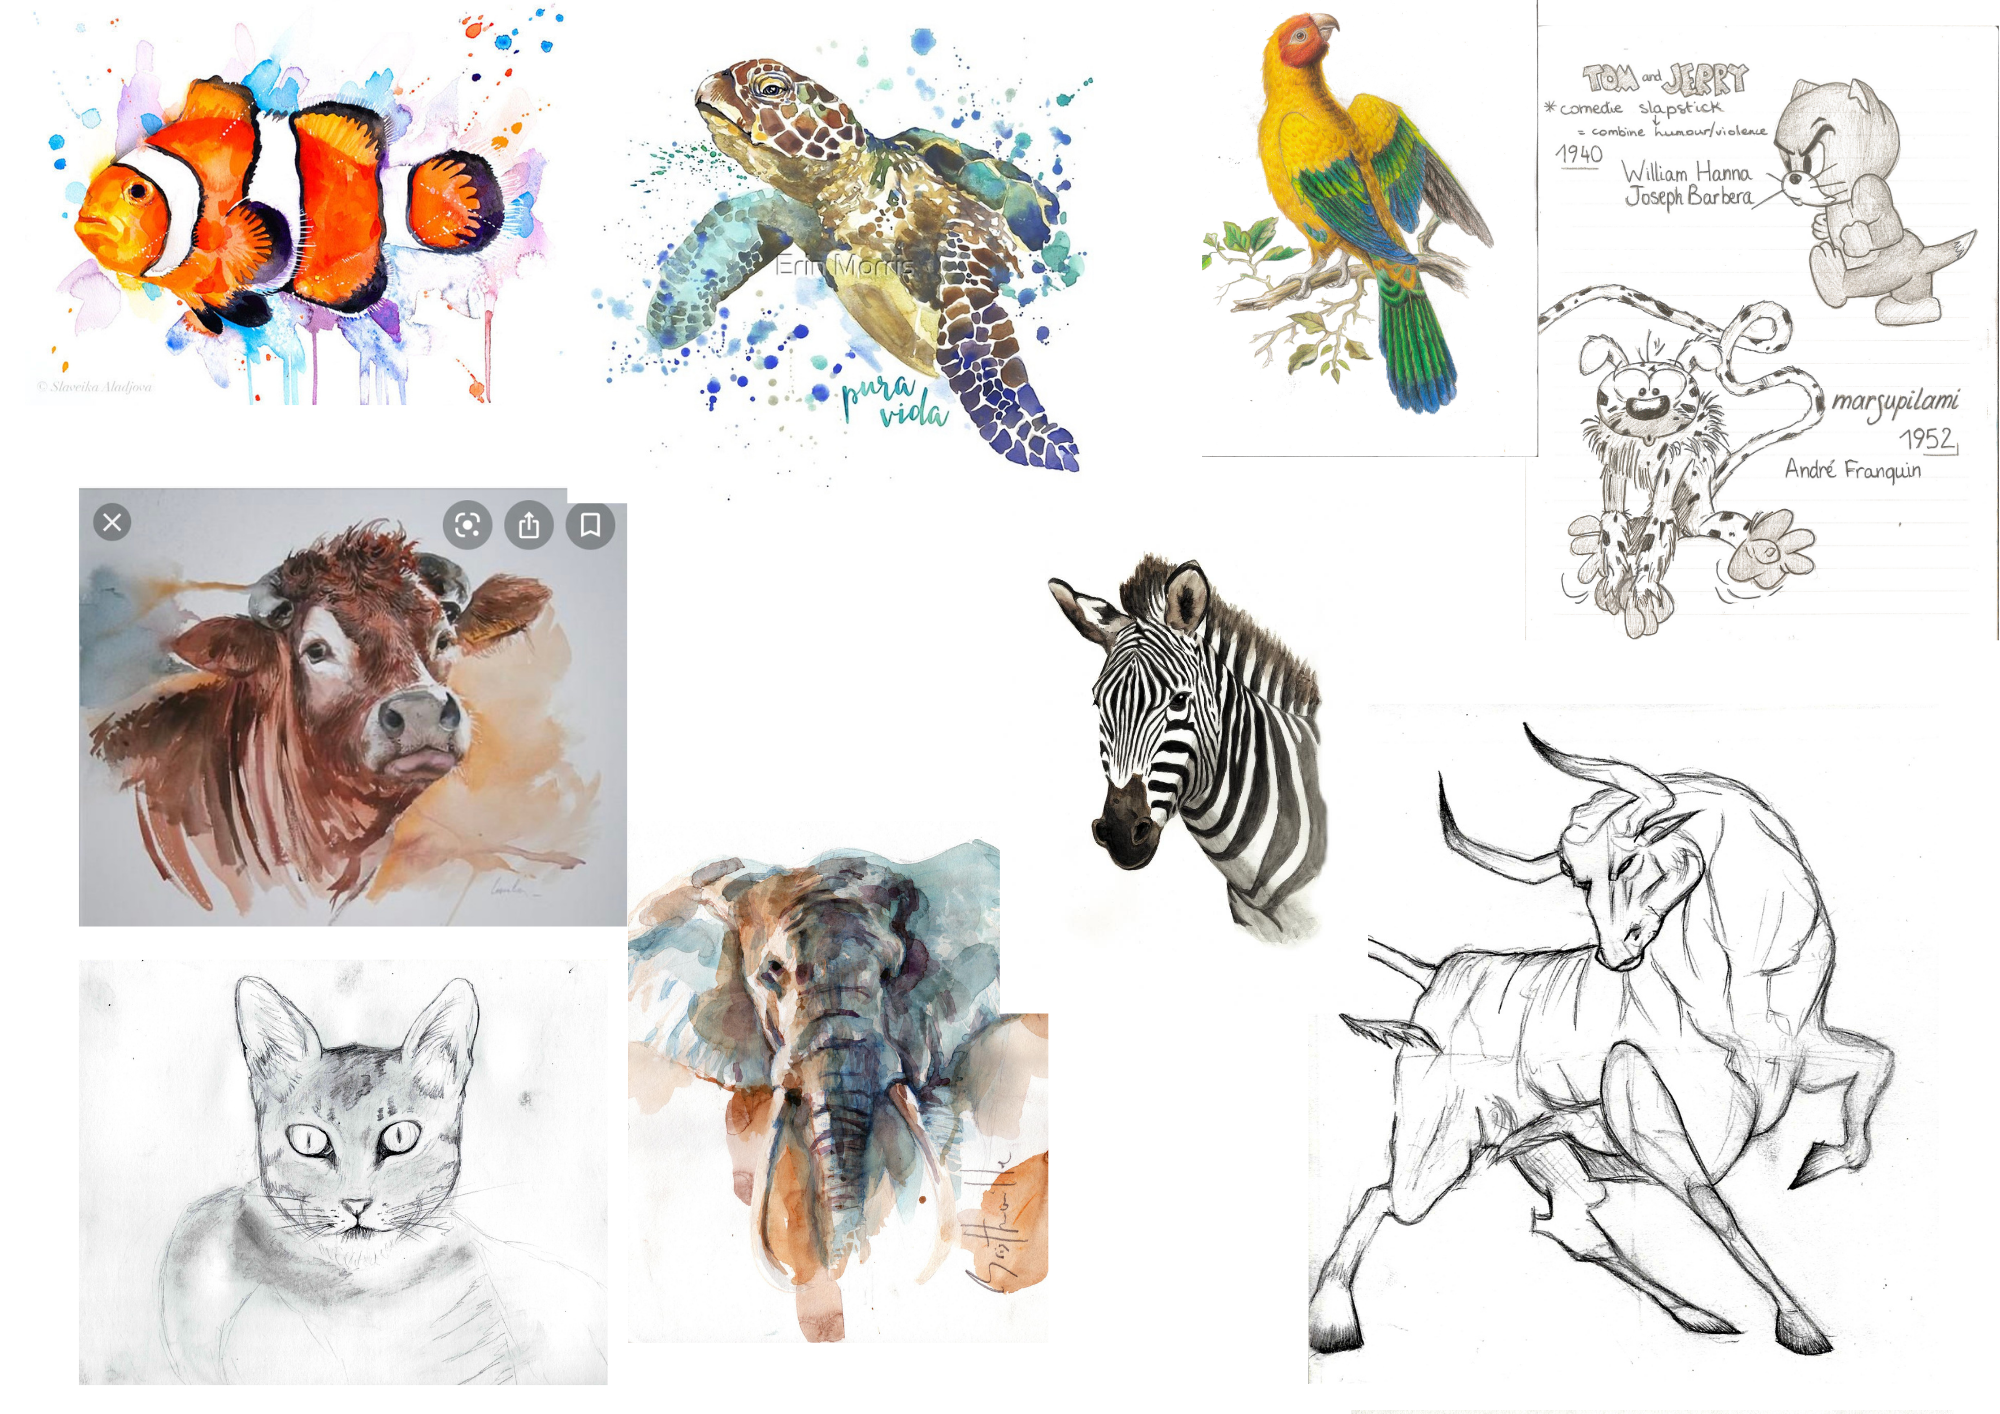 © Slaveika Aladjova
Erin Morris
pura
vida
TOM and JERRY
* comedie slapstick
= combine humour/violence
1940
William Hanna
Joseph Barbera
marsupilami
1952
André Franquin